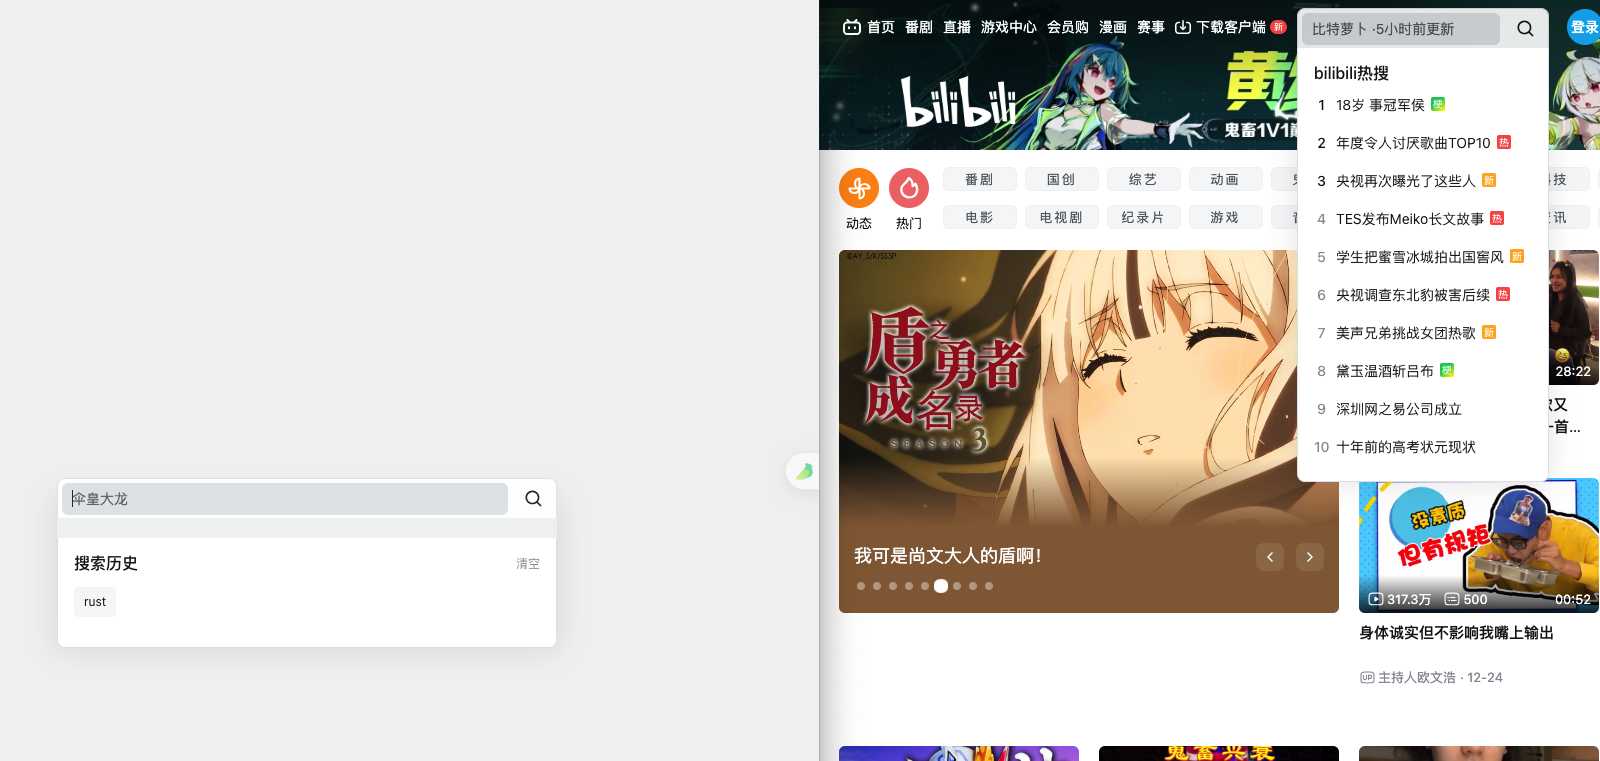 伞皇大龙
搜索历史
清空
rust
首页 番剧 直播 游戏中心 会员购 漫画 赛事 下载客户端 新
比特萝卜 ·5小时前更新
登录
bilibili
鬼畜1V1
bilibili热搜
1 18岁 事冠军侯 梗
2 年度令人讨厌歌曲TOP10 热
3 央视再次曝光了这些人 新
4 TES发布Meiko长文故事 热
5 学生把蜜雪冰城拍出国窖风 新
6 央视调查东北豹被害后续 热
7 美声兄弟挑战女团热歌 新
8 黛玉温酒斩吕布 梗
9 深圳网之易公司成立
10 十年前的高考状元现状
动态
热门
番剧 国创 综艺 动画
电影 电视剧 纪录片 游戏
©AY_S/K/SS3P
盾之勇者
成名录
SEASON 3
我可是尚文大人的盾啊！
28:22
没素质
但有规矩
317.3万 500 00:52
身体诚实但不影响我嘴上输出
UP 主持人欧文浩 · 12-24